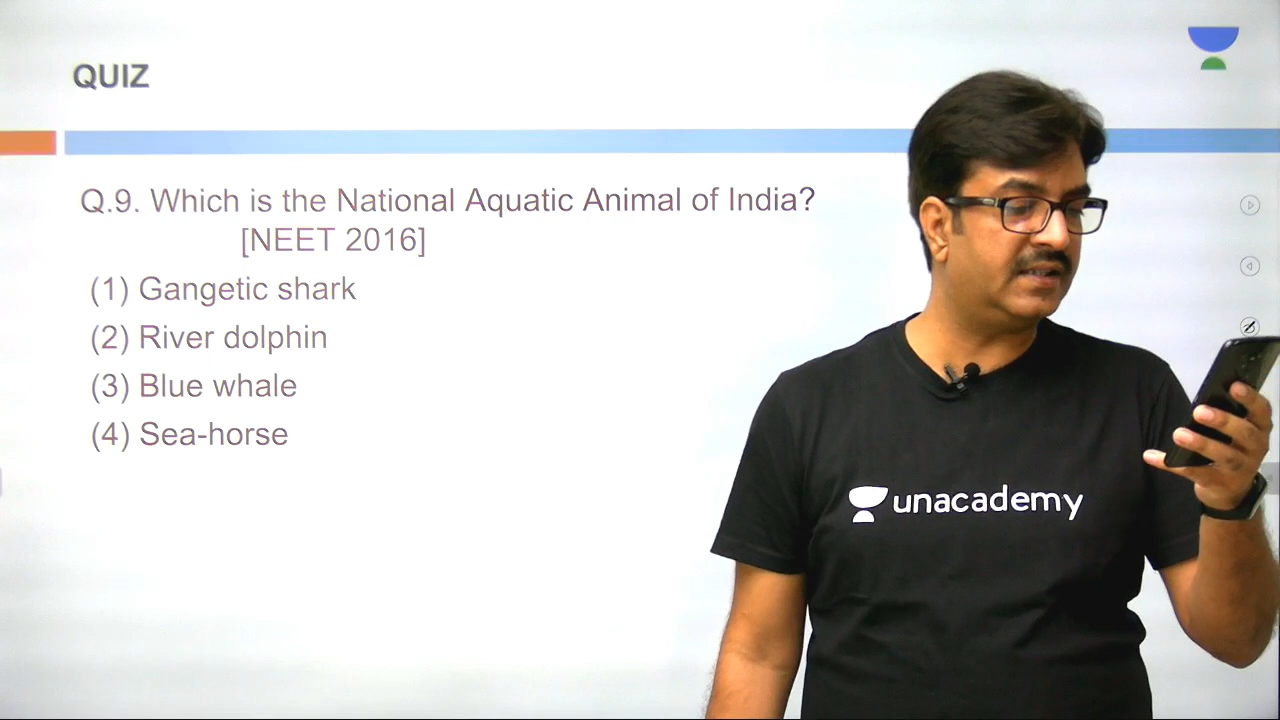 QUIZ
Q.9. Which is the National Aquatic Animal of India?
[NEET 2016]
(1) Gangetic shark
(2) River dolphin
(3) Blue whale
(4) Sea-horse
unacademy